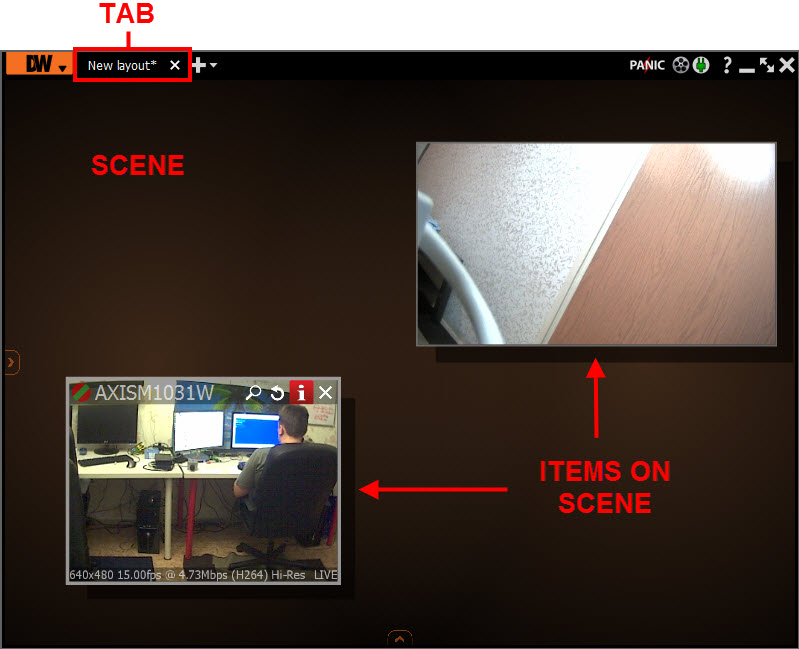 TAB
DW
New layout*
PANIC
?
SCENE
AXISM1031W
i
640x480 15.00fps @ 4.73Mbps (H264) Hi-Res LIVE
ITEMS ON
SCENE